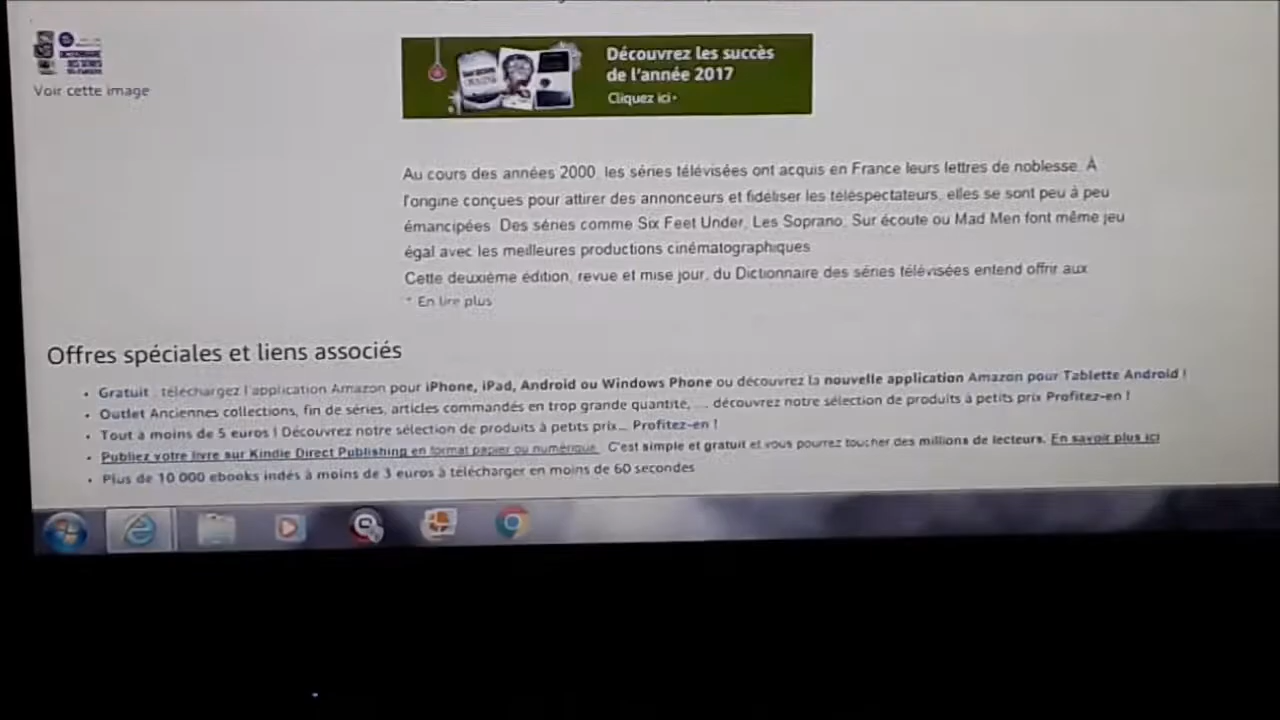 Voir cette image
Découvrez les succès
de l'année 2017
Cliquez ici
Au cours des années 2000, les séries télévisées ont acquis en France leurs lettres de noblesse. À
l'origine conçues pour attirer des annonceurs et fidéliser les téléspectateurs, elles se sont peu à peu
émancipées. Des séries comme Six Feet Under, Les Soprano, Sur écoute ou Mad Men font même jeu
égal avec les meilleures productions cinématographiques.
Cette deuxième édition, revue et mise jour, du Dictionnaire des séries télévisées entend offrir aux
En lire plus
Offres spéciales et liens associés
• Gratuit : téléchargez l'application Amazon pour iPhone, iPad, Android ou Windows Phone ou découvrez la nouvelle application Amazon pour Tablette Android !
• Outlet Anciennes collections, fin de séries, articles commandés en trop grande quantité, ... découvrez notre sélection de produits à petits prix Profitez-en !
• Tout à moins de 5 euros ! Découvrez notre sélection de produits à petits prix... Profitez-en !
• Publiez votre livre sur Kindle Direct Publishing en format papier ou numérique. C'est simple et gratuit et vous pourrez toucher des millions de lecteurs. En savoir plus ici
• Plus de 10 000 ebooks indés à moins de 3 euros à télécharger en moins de 60 secondes